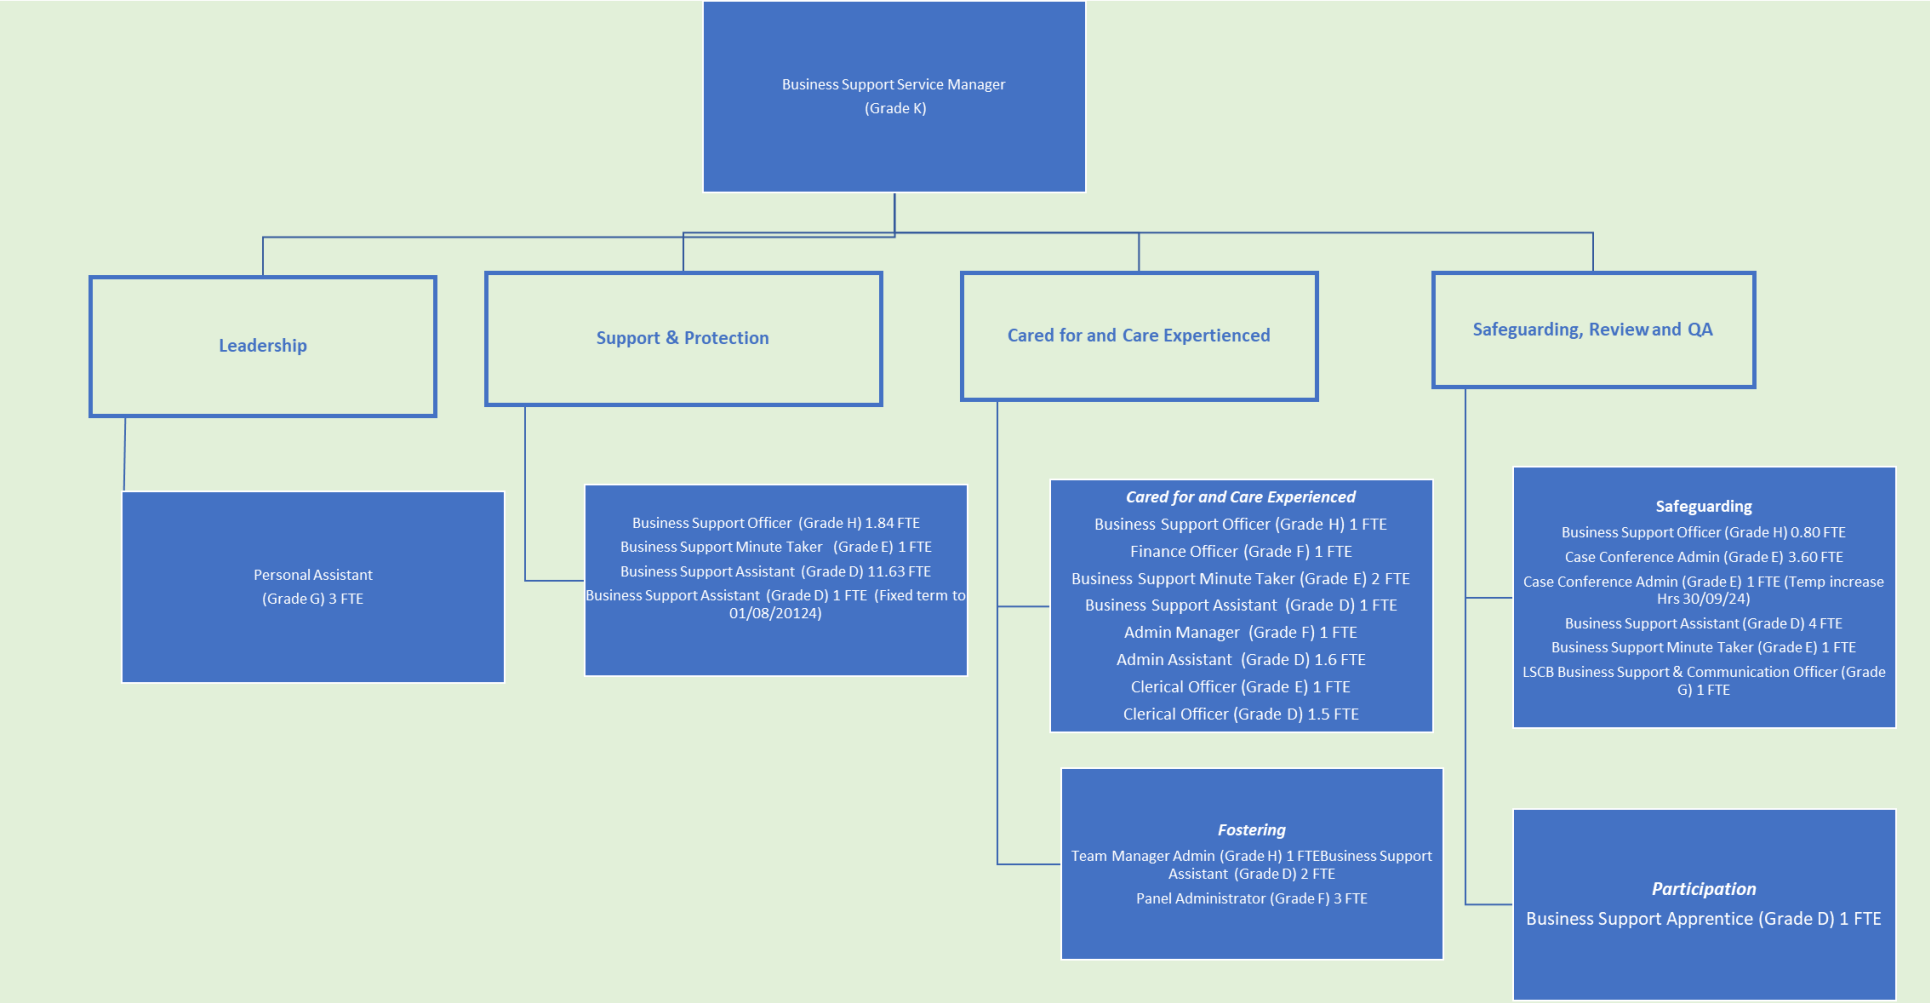 Business Support Service Manager
(Grade K)
Leadership
Support & Protection
Cared for and Care Expertienced
Safeguarding, Review and QA
Personal Assistant
(Grade G) 3 FTE
Business Support Officer (Grade H) 1.84 FTE
Business Support Minute Taker (Grade E) 1 FTE
Business Support Assistant (Grade D) 11.63 FTE
Business Support Assistant (Grade D) 1 FTE (Fixed term to
01/08/20124)
Cared for and Care Experienced
Business Support Officer (Grade H) 1 FTE
Finance Officer (Grade F) 1 FTE
Business Support Minute Taker (Grade E) 2 FTE
Business Support Assistant (Grade D) 1 FTE
Admin Manager (Grade F) 1 FTE
Admin Assistant (Grade D) 1.6 FTE
Clerical Officer (Grade E) 1 FTE
Clerical Officer (Grade D) 1.5 FTE
Fostering
Team Manager Admin (Grade H) 1 FTEBusiness Support
Assistant (Grade D) 2 FTE
Panel Administrator (Grade F) 3 FTE
Safeguarding
Business Support Officer (Grade H) 0.80 FTE
Case Conference Admin (Grade E) 3.60 FTE
Case Conference Admin (Grade E) 1 FTE (Temp increase
Hrs 30/09/24)
Business Support Assistant (Grade D) 4 FTE
Business Support Minute Taker (Grade E) 1 FTE
LSCB Business Support & Communication Officer (Grade
G) 1 FTE
Participation
Business Support Apprentice (Grade D) 1 FTE